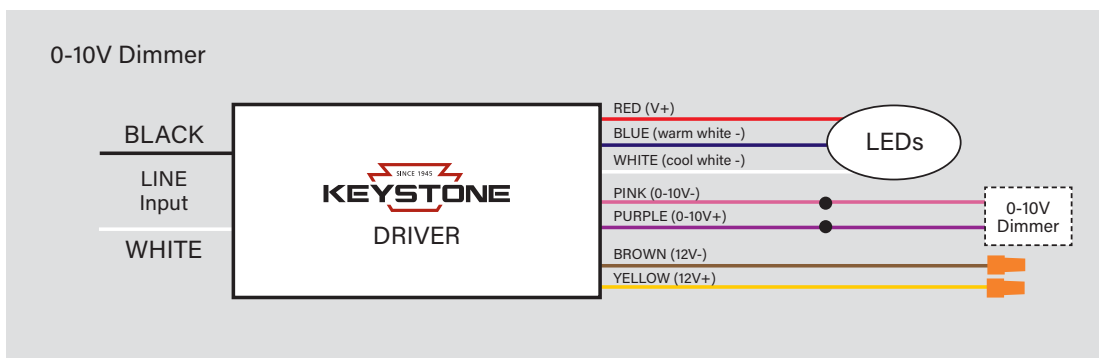 0-10V Dimmer
BLACK
LINE
Input
WHITE
SINCE 1945
KEYSTONE
DRIVER
RED (V+)
BLUE (warm white -)
WHITE (cool white -)
PINK (0-10V-)
PURPLE (0-10V+)
BROWN (12V-)
YELLOW (12V+)
LEDs
0-10V
Dimmer